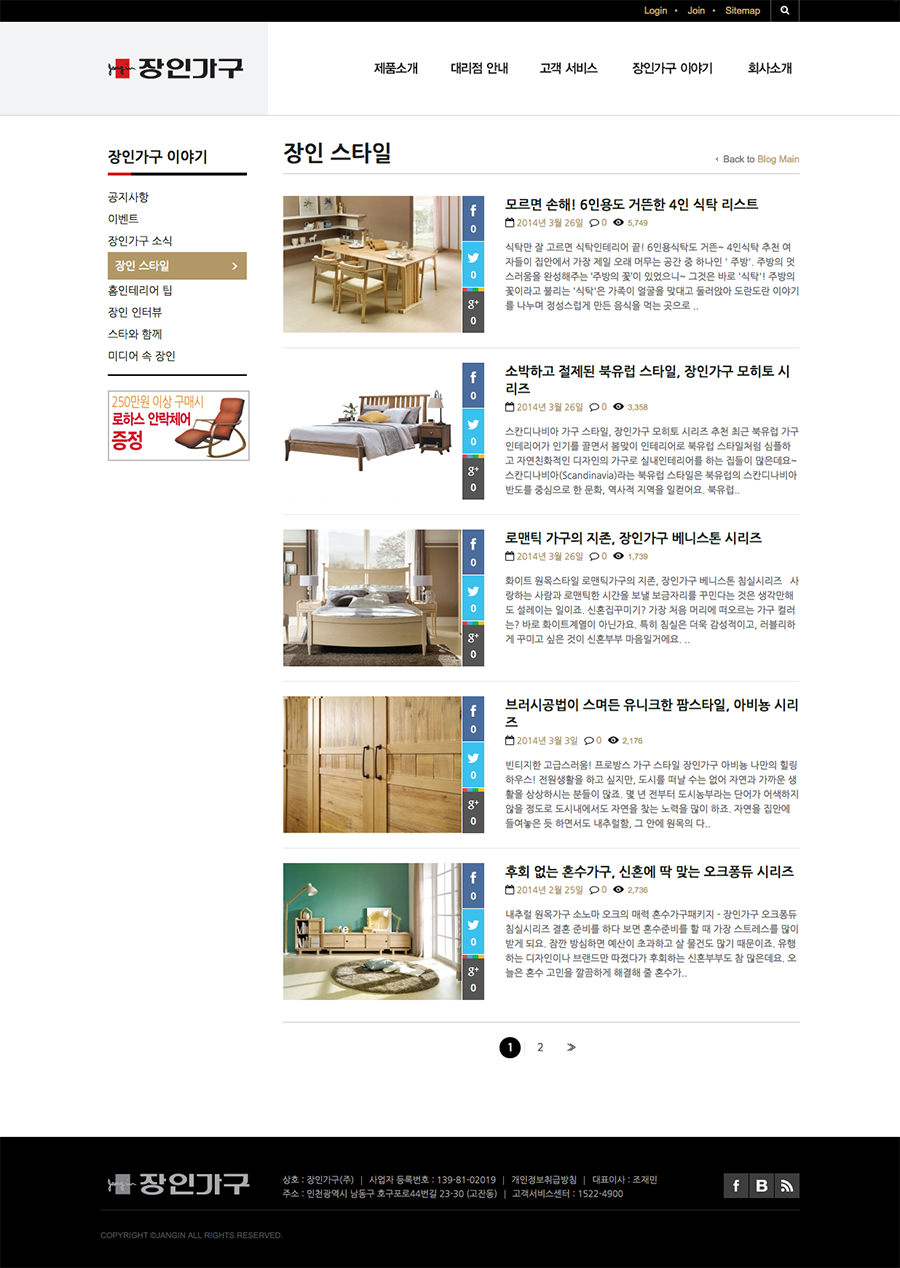 Login • Join • Sitemap
jangin 장인가구
제품소개 대리점 안내 고객 서비스 장인가구 이야기 회사소개
장인가구 이야기
공지사항
이벤트
장인가구 소식
장인 스타일 >
홈인테리어 팁
장인 인터뷰
스타와 함께
미디어 속 장인
250만원 이상 구매시
로하스 안락체어
증정
장인 스타일
‹ Back to Blog Main
f
0
0
g+
0
모르면 손해! 6인용도 거뜬한 4인 식탁 리스트
2014년 3월 26일 0 5,749
식탁만 잘 고르면 식탁인테리어 끝! 6인용식탁도 거뜬~ 4인식탁 추천 여
자들이 집안에서 가장 제일 오래 머무는 공간 중 하나인 ' 주방'. 주방의 멋
스러움을 완성해주는 '주방의 꽃'이 있었으니~ 그것은 바로 '식탁'! 주방의
꽃이라고 불리는 '식탁'은 가족이 얼굴을 맞대고 둘러앉아 도란도란 이야기
를 나누며 정성스럽게 만든 음식을 먹는 곳으로 ..
f
0
0
g+
0
소박하고 절제된 북유럽 스타일, 장인가구 모히토 시
리즈
2014년 3월 26일 0 3,358
스칸디나비아 가구 스타일, 장인가구 모히토 시리즈 추천 최근 북유럽 가구
인테리어가 인기를 끌면서 봄맞이 인테리어로 북유럽 스타일처럼 심플하
고 자연친화적인 디자인의 가구로 실내인테리어를 하는 집들이 많은데요~
스칸디나비아(Scandinavia)라는 북유럽 스타일은 북유럽의 스칸디나비아
반도를 중심으로 한 문화, 역사적 지역을 일컫어요. 북유럽..
f
0
0
g+
0
로맨틱 가구의 지존, 장인가구 베니스톤 시리즈
2014년 3월 26일 0 1,739
화이트 원목스타일 로맨틱가구의 지존, 장인가구 베니스톤 침실시리즈 사
랑하는 사람과 로맨틱한 시간을 보낼 보금자리를 꾸민다는 것은 생각만해
도 설레이는 일이죠. 신혼집꾸미기? 가장 처음 머리에 떠오르는 가구 컬러
는? 바로 화이트계열이 아닌가요. 특히 침실은 더욱 감성적이고, 러블리하
게 꾸미고 싶은 것이 신혼부부 마음일거에요. ..
f
0
0
g+
0
브러시공법이 스며든 유니크한 팜스타일, 아비뇽 시리
즈
2014년 3월 3일 0 2,176
빈티지한 고급스러움! 프로방스 가구 스타일 장인가구 아비뇽 나만의 힐링
하우스! 전원생활을 하고 싶지만, 도시를 떠날 수는 없어 자연과 가까운 생
활을 상상하시는 분들이 많죠. 몇 년 전부터 도시농부라는 단어가 어색하지
않을 정도로 도시내에서도 자연을 찾는 노력을 많이 하죠. 자연을 집안에
들여놓은 듯 하면서도 내추럴함, 그 안에 원목의 다..
f
0
0
g+
0
후회 없는 혼수가구, 신혼에 딱 맞는 오크퐁듀 시리즈
2014년 2월 25일 0 2,736
내추럴 원목가구 소노마 오크의 매력 혼수가구패키지 - 장인가구 오크퐁듀
침실시리즈 결혼 준비를 하다 보면 혼수준비를 할 때 가장 스트레스를 많이
받게 되요. 잠깐 방심하면 예산이 초과하고 살 물건도 많기 때문이죠. 유행
하는 디자인이나 브랜드만 따졌다가 후회하는 신혼부부도 참 많은데요. 오
늘은 혼수 고민을 깔끔하게 해결해 줄 혼수가..
1 2 ≫
jangin 장인가구
상호 : 장인가구(주) | 사업자 등록번호 : 139-81-02019 | 개인정보취급방침 | 대표이사 : 조재민
주소 : 인천광역시 남동구 호구포로44번길 23-30 (고잔동) | 고객서비스센터 : 1522-4900
f B
COPYRIGHT ©JANGIN ALL RIGHTS RESERVED.